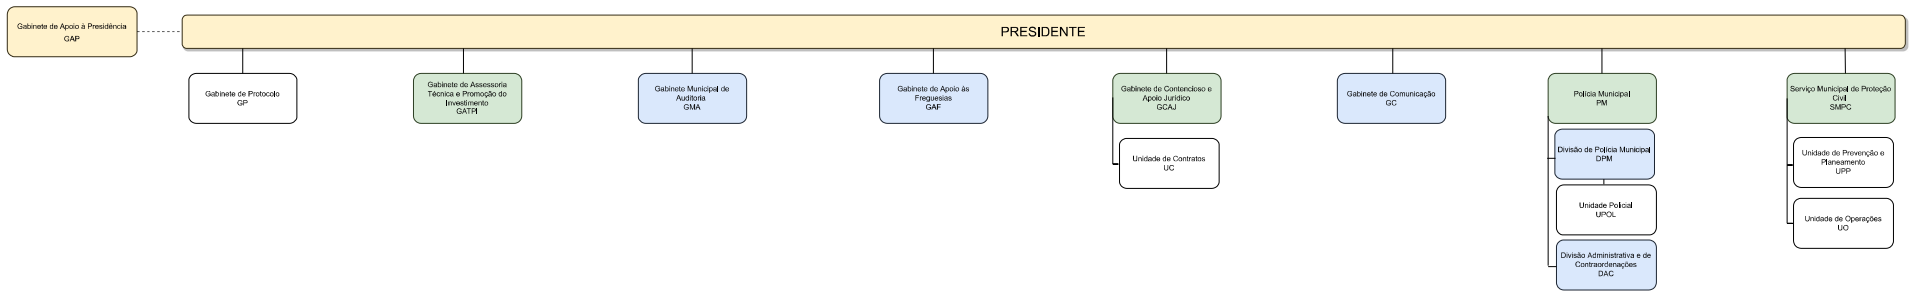 Gabinete de Apoio à Presidência
GAP
PRESIDENTE
Gabinete de Protocolo
GP
Gabinete de Assessoria
Técnica e Promoção do
Investimento
GATPI
Gabinete Municipal de
Auditoria
GMA
Gabinete de Apoio às
Freguesias
GAF
Gabinete de Contencioso e
Apoio Jurídico
GCAJ
Unidade de Contratos
UC
Gabinete de Comunicação
GC
Polícia Municipal
PM
Divisão de Polícia Municipal
DPM
Unidade Policial
UPOL
Divisão Administrativa e de
Contraordenações
DAC
Serviço Municipal de Proteção
Civil
SMPC
Unidade de Prevenção e
Planeamento
UPP
Unidade de Operações
UO